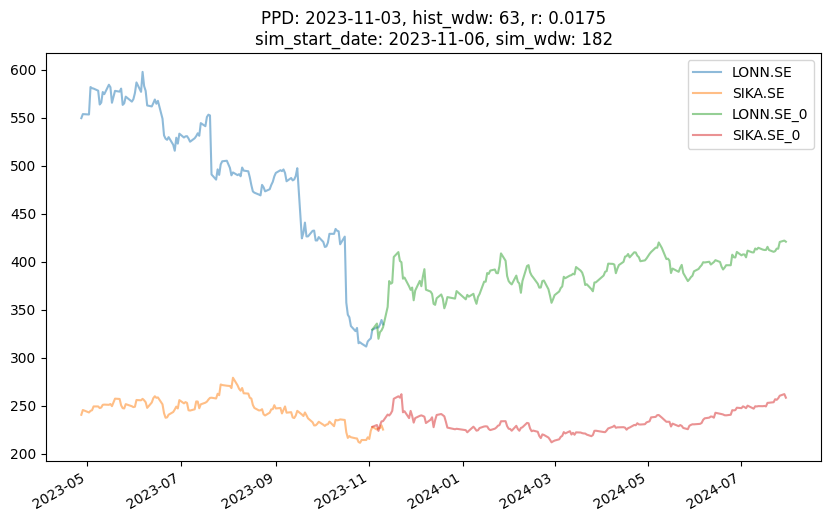 PPD: 2023-11-03, hist_wdw: 63, r: 0.0175
sim_start_date: 2023-11-06, sim_wdw: 182
LONN.SE
SIKA.SE
LONN.SE_0
SIKA.SE_0
600
550
500
450
400
350
300
250
200
2023-05
2023-07
2023-09
2023-11
2024-01
2024-03
2024-05
2024-07